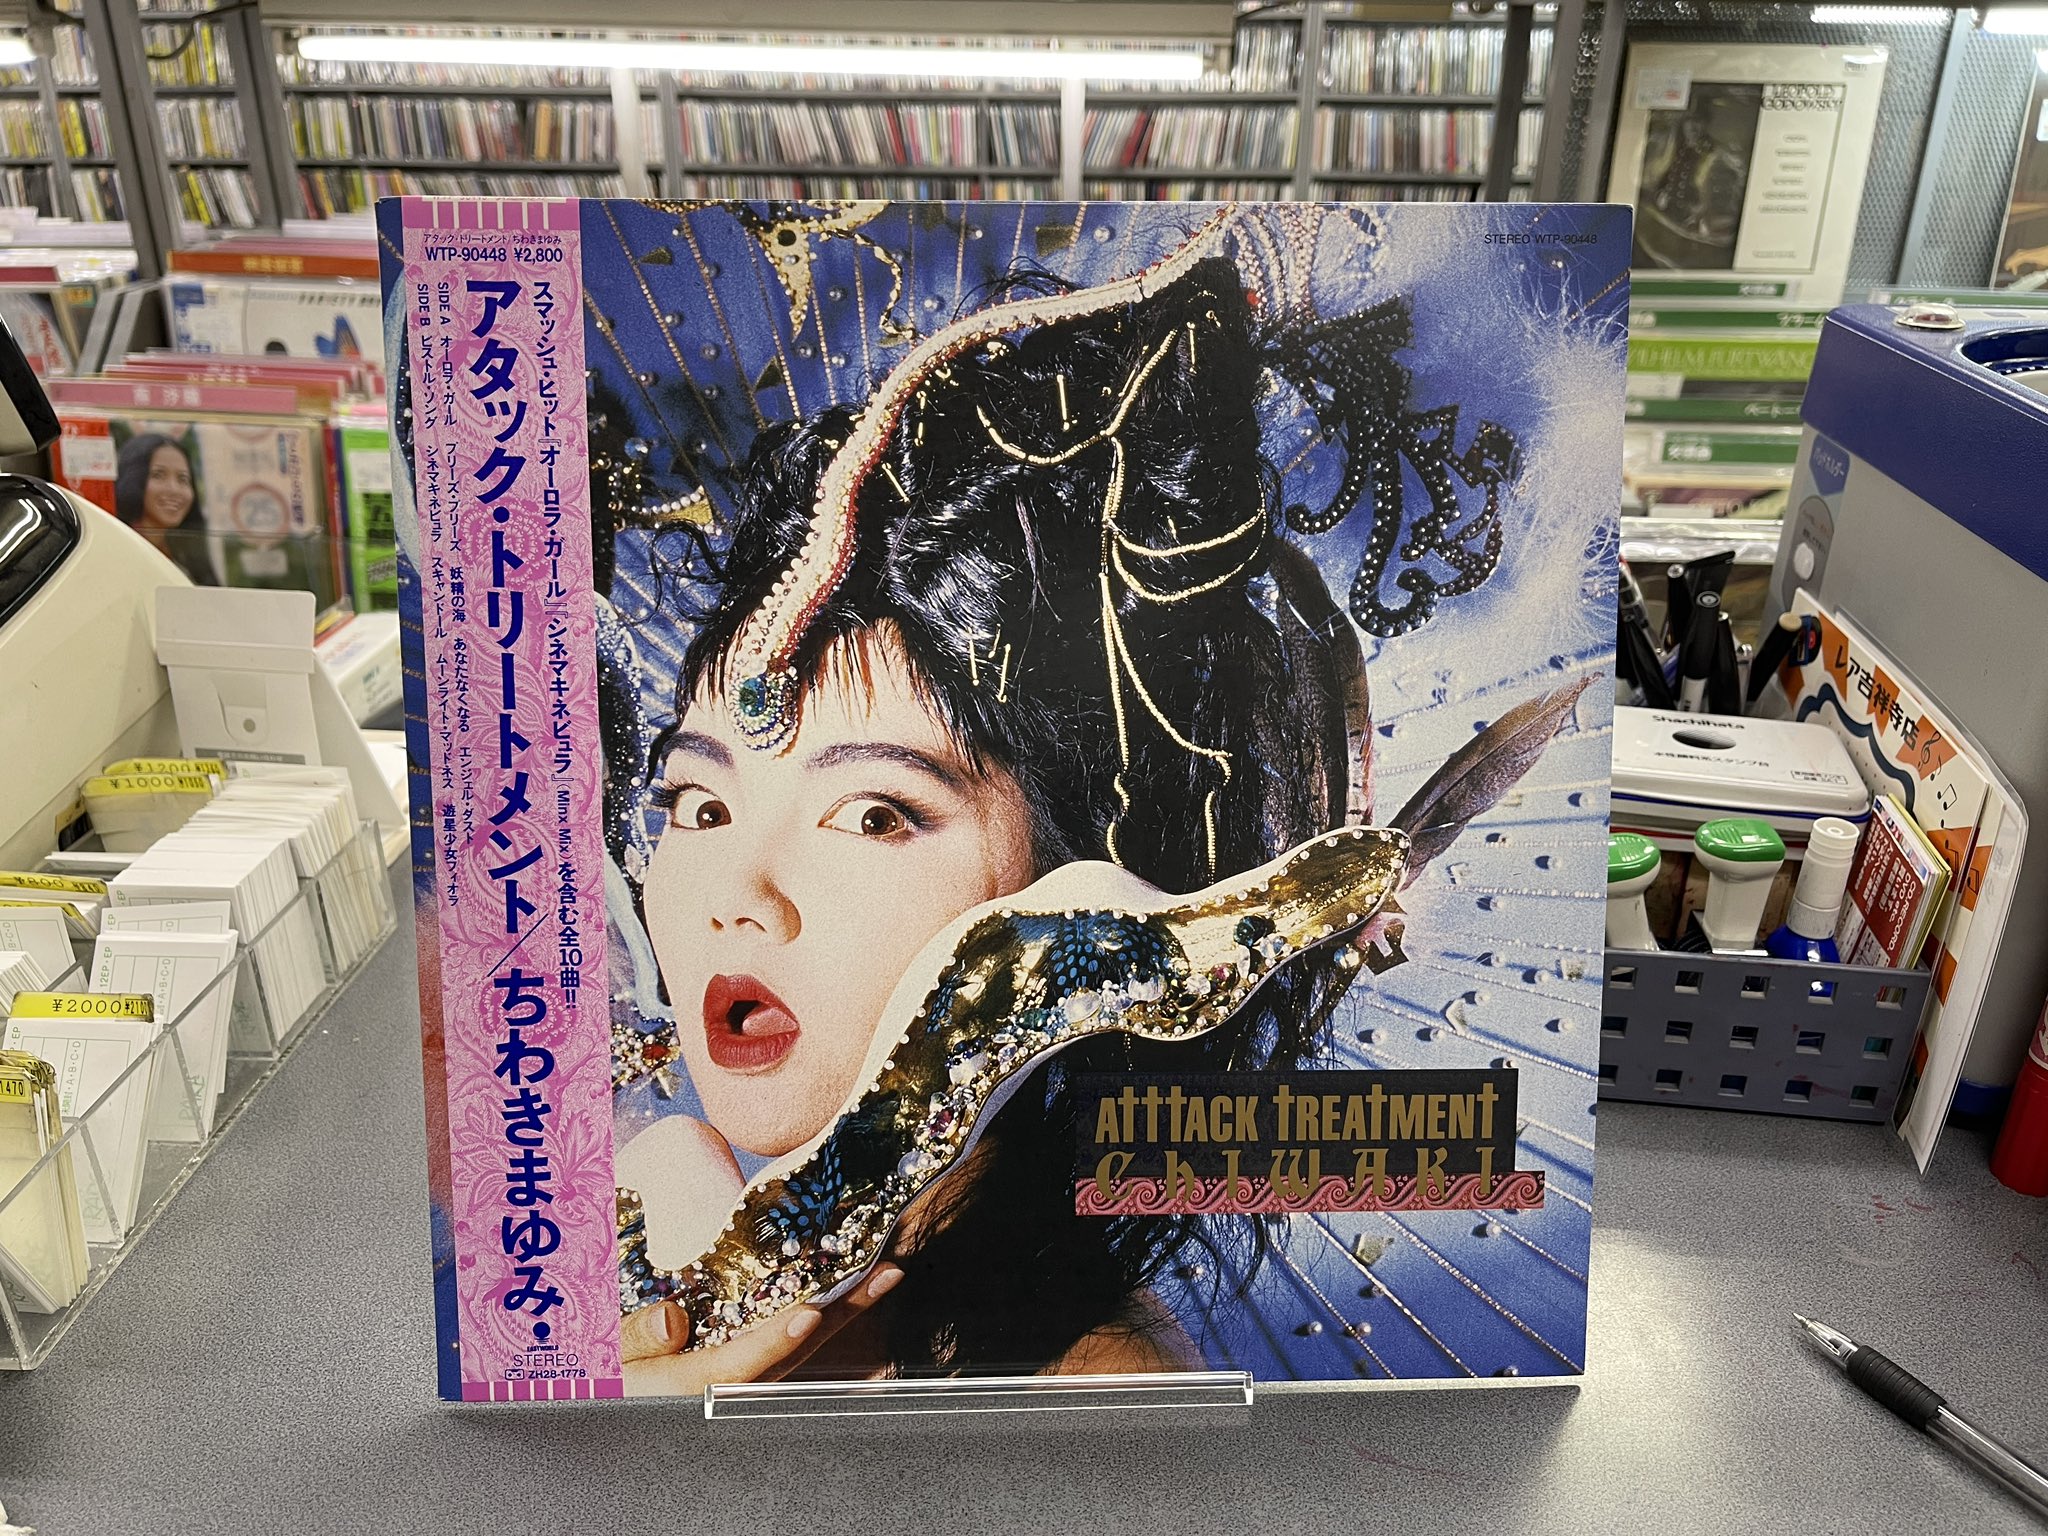 アタック・トリートメント/ちわきまゆみ
WTP-90448 ¥2,800
スマッシュ・ヒット『オーロラ・ガール』『シネマキ・ネビュラ』(Minx Mix)を含む全10曲!!
アタック・トリートメント/ちわきまゆみ
SIDE A オーロラ・ガール プリーズ・プリーズ 妖精の海 あなたなくなる エンジェル・ダスト
SIDE B ピストル・ソング シネマキネビュラ スキャンドール ムーンライト・マッドネス 遊星少女フィオラ
EASTWORLD
STEREO
ZH28-1778
STEREO WTP-90448
ATTTACK TREATMENT
CHIWAKI
LEOPOLD
GODOWSKY
Shachihata
レア吉祥寺店
¥1200
¥1000
¥800
¥2000
1470
25